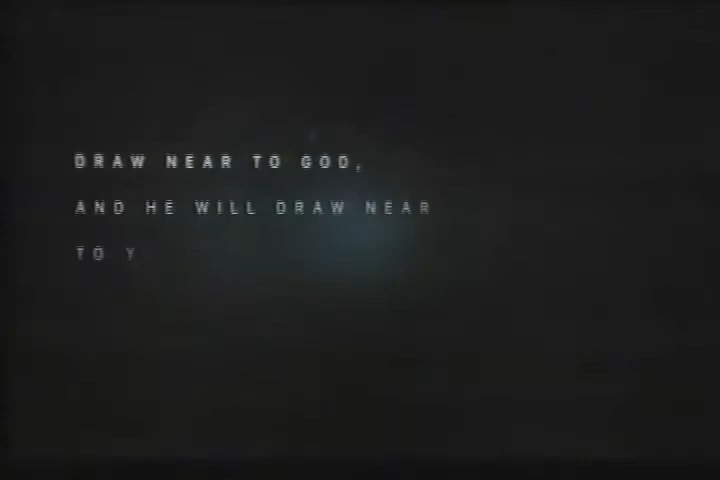 DRAW NEAR TO GOD,
AND HE WILL DRAW NEAR
TO Y